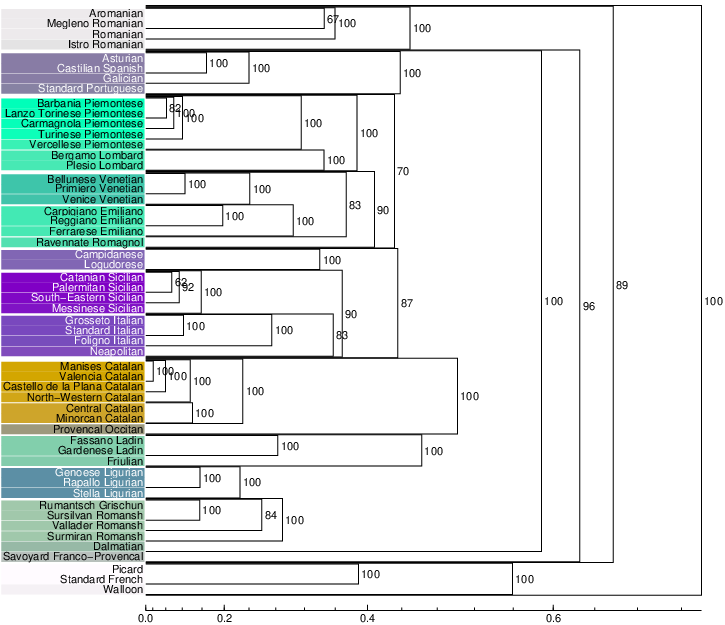 Aromanian
Megleno Romanian
67
100
Romanian
100
Istro Romanian
Asturian
100
Castilian Spanish
100
Galician
100
Standard Portuguese
Barbania Piemontese
82
Lanzo Torinese Piemontese
100
Carmagnola Piemontese
100
100
Turinese Piemontese
100
Vercellese Piemontese
Bergamo Lombard
100
Plesio Lombard
70
Bellunese Venetian
100
Primiero Venetian
100
Venice Venetian
83
90
Carpigiano Emiliano
100
Reggiano Emiliano
100
Ferrarese Emiliano
Ravennate Romagnol
Campidanese
100
Logudorese
Catanian Sicilian
62
Palermitan Sicilian
92
South-Eastern Sicilian
100
Messinese Sicilian
89
100
96
100
87
90
Grosseto Italian
100
Standard Italian
100
Foligno Italian
83
Neapolitan
Manises Catalan
100
Valencia Catalan
100
Castello de la Plana Catalan
100
North-Western Catalan
100
100
Central Catalan
100
Minorcan Catalan
Provencal Occitan
Fassano Ladin
100
Gardenese Ladin
100
Friulian
Genoese Ligurian
100
Rapallo Ligurian
100
Stella Ligurian
Rumantsch Grischun
100
Sursilvan Romansh
84
100
Vallader Romansh
Surmiran Romansh
Dalmatian
Savoyard Franco-Provencal
Picard
100
Standard French
100
Walloon
0.0 0.2 0.4 0.6